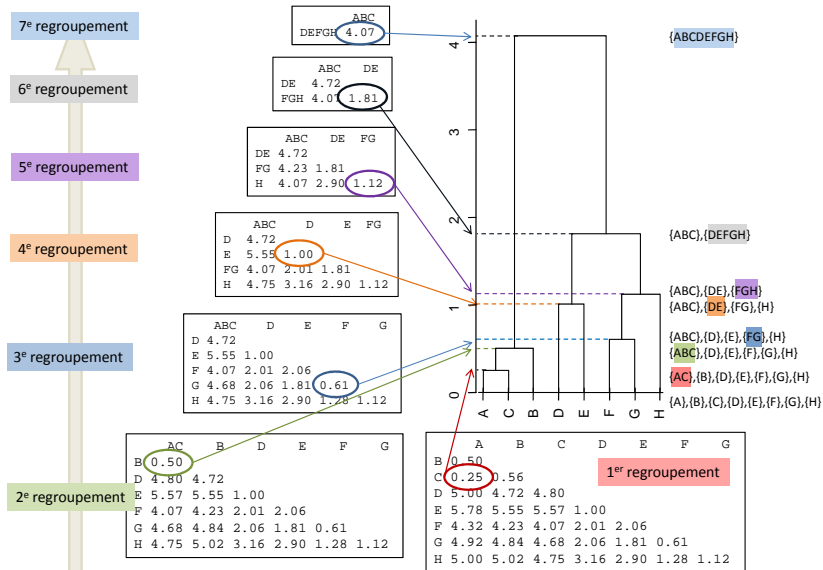 7e regroupement
6e regroupement
5e regroupement
4e regroupement
3e regroupement
2e regroupement
ABC
DEFGH 4.07
ABC DE
DE 4.72
FGH 4.07 1.81
ABC DE FG
DE 4.72
FG 4.23 1.81
H 4.07 2.90 1.12
ABC D E FG
D 4.72
E 5.55 1.00
FG 4.07 2.01 1.81
H 4.75 3.16 2.90 1.12
ABC D E F G
D 4.72
E 5.55 1.00
F 4.07 2.01 2.06
G 4.68 2.06 1.81 0.61
H 4.75 3.16 2.90 1.28 1.12
AC B D E F G
B 0.50
D 4.80 4.72
E 5.57 5.55 1.00
F 4.07 4.23 2.01 2.06
G 4.68 4.84 2.06 1.81 0.61
H 4.75 5.02 3.16 2.90 1.28 1.12
A B C D E F G
B 0.50
C 0.25 0.56
D 5.00 4.72 4.80
E 5.78 5.55 5.57 1.00
F 4.32 4.23 4.07 2.01 2.06
G 4.92 4.84 4.68 2.06 1.81 0.61
H 5.00 5.02 4.75 3.16 2.90 1.28 1.12
1er regroupement
4
3
2
1
0
A C B D E F G H
{ABCDEFGH}
{ABC},{DEFGH}
{ABC},{DE},{FGH}
{ABC},{DE},{FG},{H}
{ABC},{D},{E},{FG},{H}
{ABC},{D},{E},{F},{G},{H}
{AC},{B},{D},{E},{F},{G},{H}
{A},{B},{C},{D},{E},{F},{G},{H}